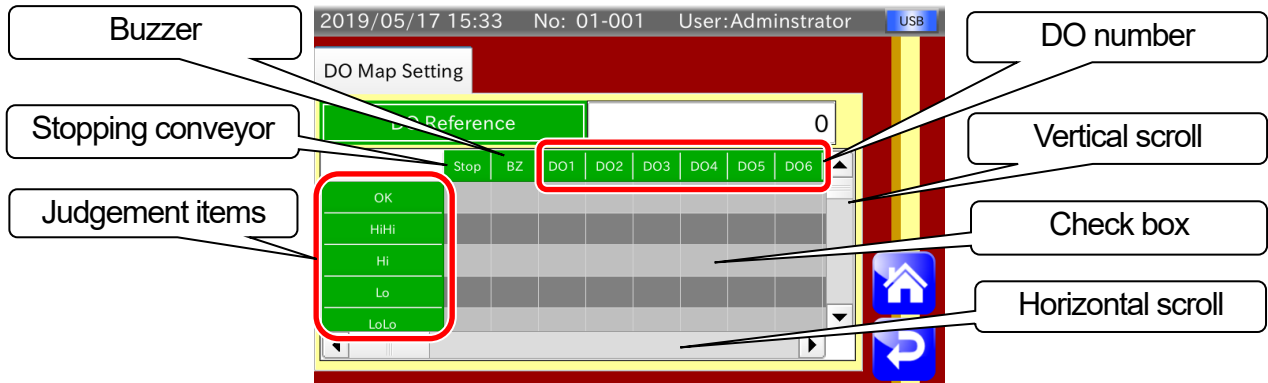 Buzzer
Stopping conveyor
Judgement items
2019/05/17 15:33 No: 01-001 User:Adminstrator USB
DO Map Setting
DO Reference 0
Stop BZ DO1 DO2 DO3 DO4 DO5 DO6
OK
HiHi
Hi
Lo
LoLo
DO number
Vertical scroll
Check box
Horizontal scroll